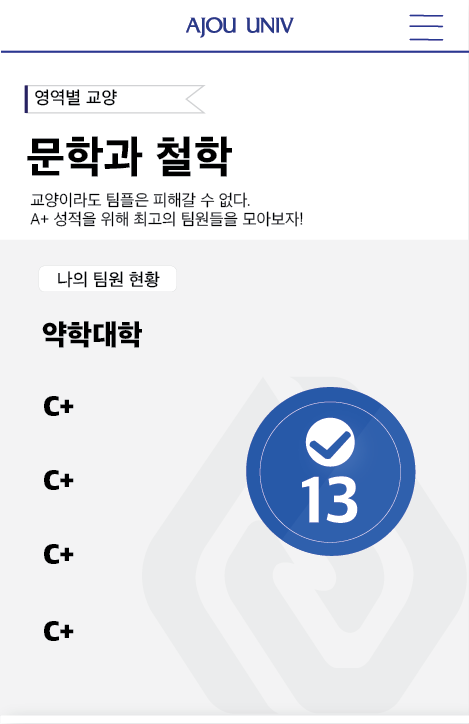 AJOU UNIV
영역별 교양
문학과 철학
교양이라도 팀플은 피해갈 수 없다.
A+ 성적을 위해 최고의 팀원들을 모아보자!
나의 팀원 현황
약학대학
C+
C+
13
C+
C+